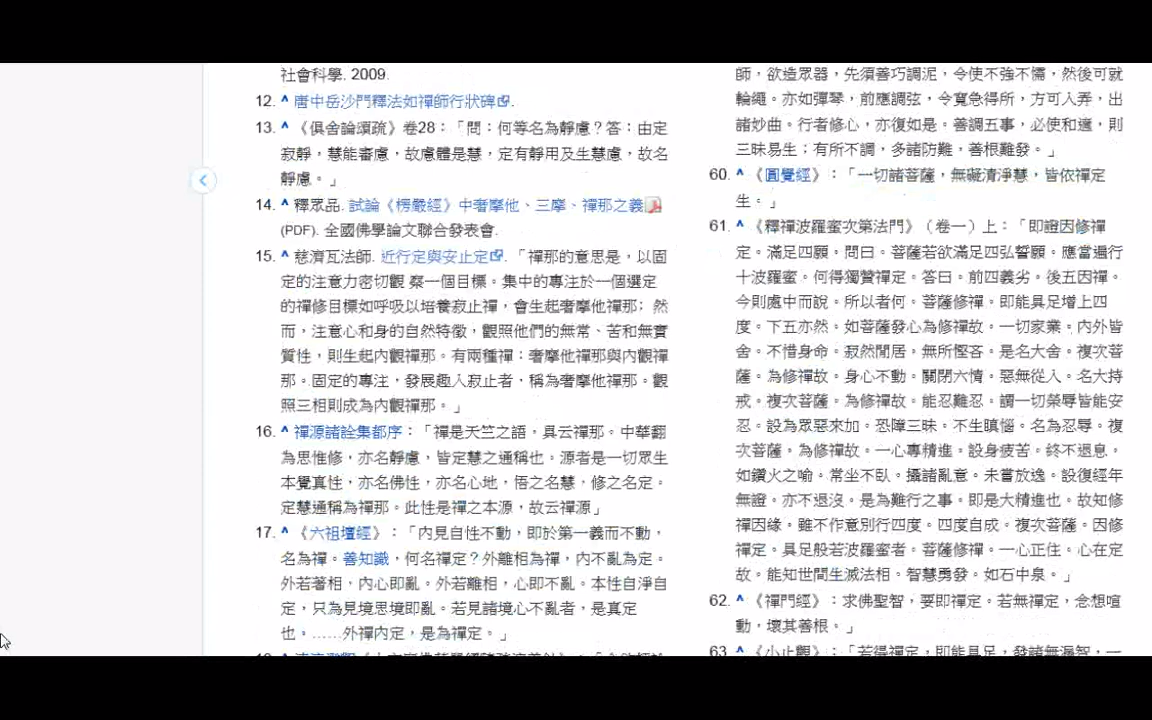 社會科學. 2009.
12. ^ 唐中岳沙門釋法如禪師行狀碑.
13. ^ 《俱舍論頌疏》卷28：「問：何等名為靜慮？答：由定
寂靜，慧能審慮，故慮體是慧，定有靜用及生慧慮，故名
靜慮。」
14. ^ 釋眾品. 試論《楞嚴經》中奢摩他、三摩、禪那之義
(PDF). 全國佛學論文聯合發表會.
15. ^ 慈濟瓦法師. 近行定與安止定. 「禪那的意思是，以固
定的注意力密切觀 察一個目標。集中的專注於一個選定
的禪修目標如呼吸以培養寂止禪，會生起奢摩他禪那; 然
而，注意心和身的自然特徵，觀照他們的無常、苦和無實
質性，則生起內觀禪那。有兩種禪：奢摩他禪那與內觀禪
那。固定的專注，發展趣入寂止者，稱為奢摩他禪那。觀
照三相則成為內觀禪那。」
16. ^ 禪源諸詮集都序：「禪是天竺之語，具云禪那。中華翻
為思惟修，亦名靜慮，皆定慧之通稱也。源者是一切眾生
本覺真性，亦名佛性，亦名心地，悟之名慧，修之名定。
定慧通稱為禪那。此性是禪之本源，故云禪源」
17. ^ 《六祖壇經》：「內見自性不動，即於第一義而不動，
名為禪。善知識，何名禪定？外離相為禪，內不亂為定。
外若著相，內心即亂。外若離相，心即不亂。本性自淨自
定，只為見境思境即亂。若見諸境心不亂者，是真定
也。……外禪內定，是為禪定。」
師，欲造眾器，先須善巧調泥，令使不強不懦，然後可就
輪繩。亦如彈琴，前應調弦，令寬急得所，方可入弄，出
諸妙曲。行者修心，亦復如是。善調五事，必使和適，則
三昧易生；有所不調，多諸妨難，善根難發。」
60. ^ 《圓覺經》：「一切諸菩薩，無礙清淨慧，皆依禪定
生。」
61. ^ 《釋禪波羅蜜次第法門》（卷一）上：「即證因修禪
定。滿足四願。問曰。菩薩若欲滿足四弘誓願。應當遍行
十波羅蜜。何得獨贊禪定。答曰。前四義劣。後五因禪。
今則處中而說。所以者何。菩薩修禪。即能具足增上四
度。下五亦然。如菩薩發心為修禪故。一切家業。內外皆
舍。不惜身命。寂然閒居。無所慳吝。是名大舍。複次菩
薩。為修禪故。身心不動。關閉六情。惡無從入。名大持
戒。複次菩薩。為修禪故。能忍難忍。謂一切榮辱皆能安
忍。設為眾惡來加。恐障三昧。不生瞋惱。名為忍辱。複
次菩薩。為修禪故。一心專精進。設身疲苦。終不退息。
如鑽火之喻。常坐不臥。攝諸亂意。未嘗放逸。設復經年
無證。亦不退沒。是為難行之事。即是大精進也。故知修
禪因緣。雖不作意別行四度。四度自成。複次菩薩。因修
禪定。具足般若波羅蜜者。菩薩修禪。一心正住。心在定
故。能知世間生滅法相。智慧勇發。如石中泉。」
62. ^ 《禪門經》：求佛聖智，要即禪定。若無禪定，念想喧
動，壞其善根。」
63. ^ 《小止觀》：「若得禪定，即能具足，發諸無漏智，一